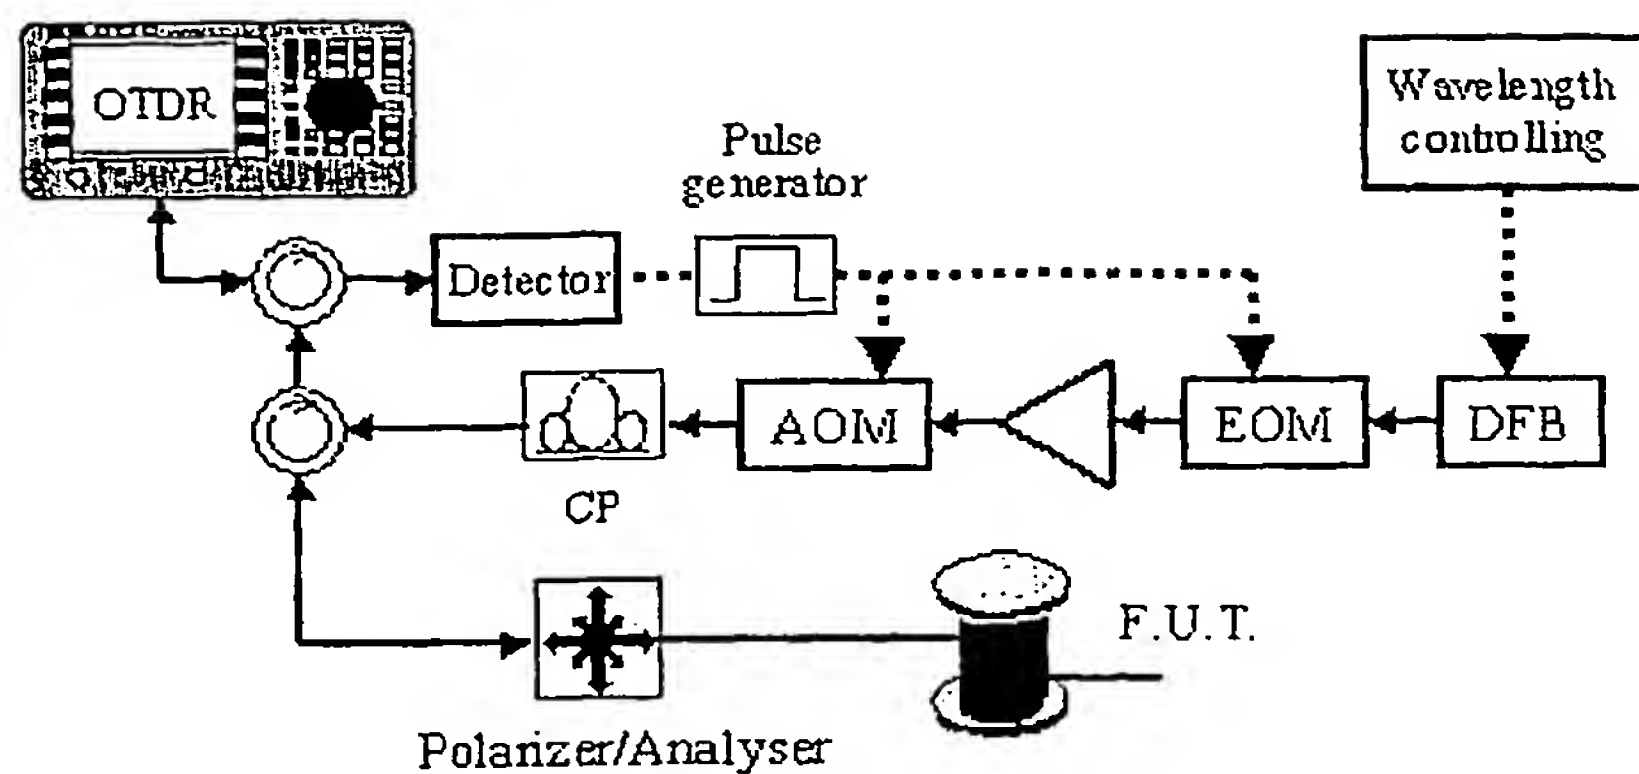 OTDR
Wavelength
controlling
Pulse
generator
Detector
AOM
EOM
DFB
CP
F.U.T.
Polarizer/Analyser